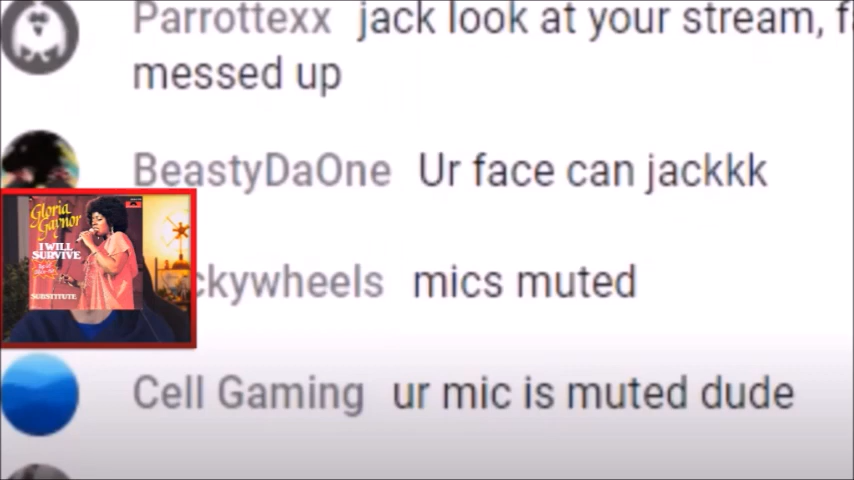 Parrottexx jack look at your stream,
messed up
BeastyDaOne Ur face can jackkk
ckywheels mics muted
Gloria
Gaynor
I WILL
SURVIVE
SUBSTITUTE
Cell Gaming ur mic is muted dude